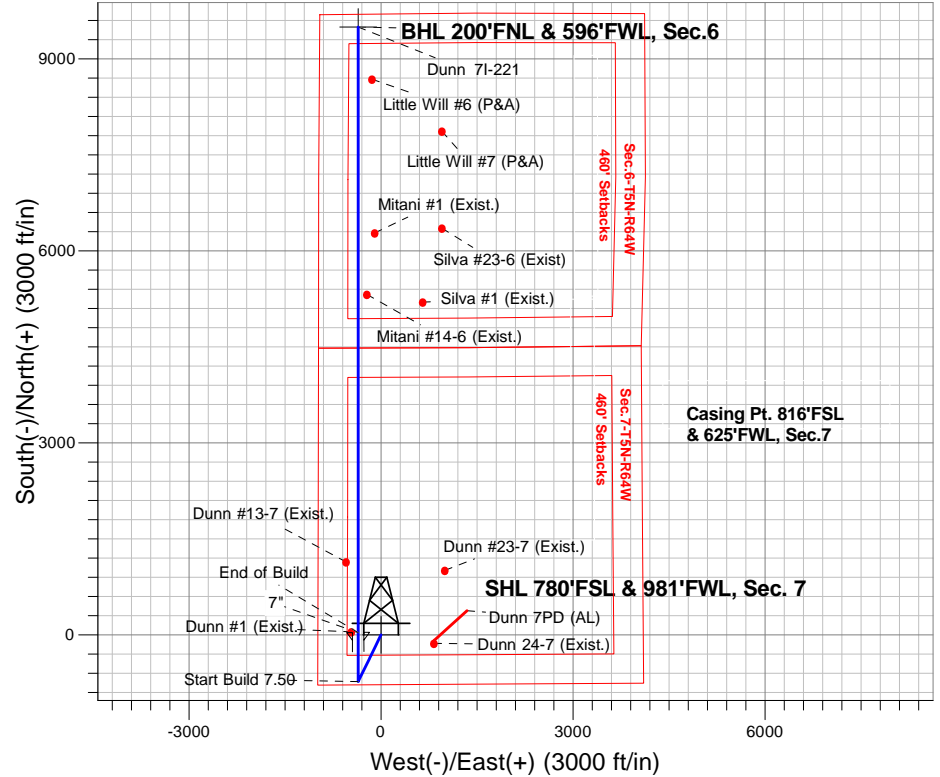 BHL 200'FNL & 596'FWL, Sec.6
9000
Dunn 7I-221
Little Will #6 (P&A)
Little Will #7 (P&A)
460' Setbacks
Sec.6-T5N-R64W
Mitani #1 (Exist.)
6000
Silva #23-6 (Exist)
Silva #1 (Exist.)
Mitani #14-6 (Exist.)
South(-)/North(+) (3000 ft/in)
460' Setbacks
Sec.7-T5N-R64W
Casing Pt. 816'FSL
& 625'FWL, Sec.7
3000
Dunn #13-7 (Exist.)
Dunn #23-7 (Exist.)
End of Build
SHL 780'FSL & 981'FWL, Sec. 7
7"
Dunn 7PD (AL)
Dunn #1 (Exist.)
0
Dunn 24-7 (Exist.)
Start Build 7.50
-3000
0
3000
6000
West(-)/East(+) (3000 ft/in)